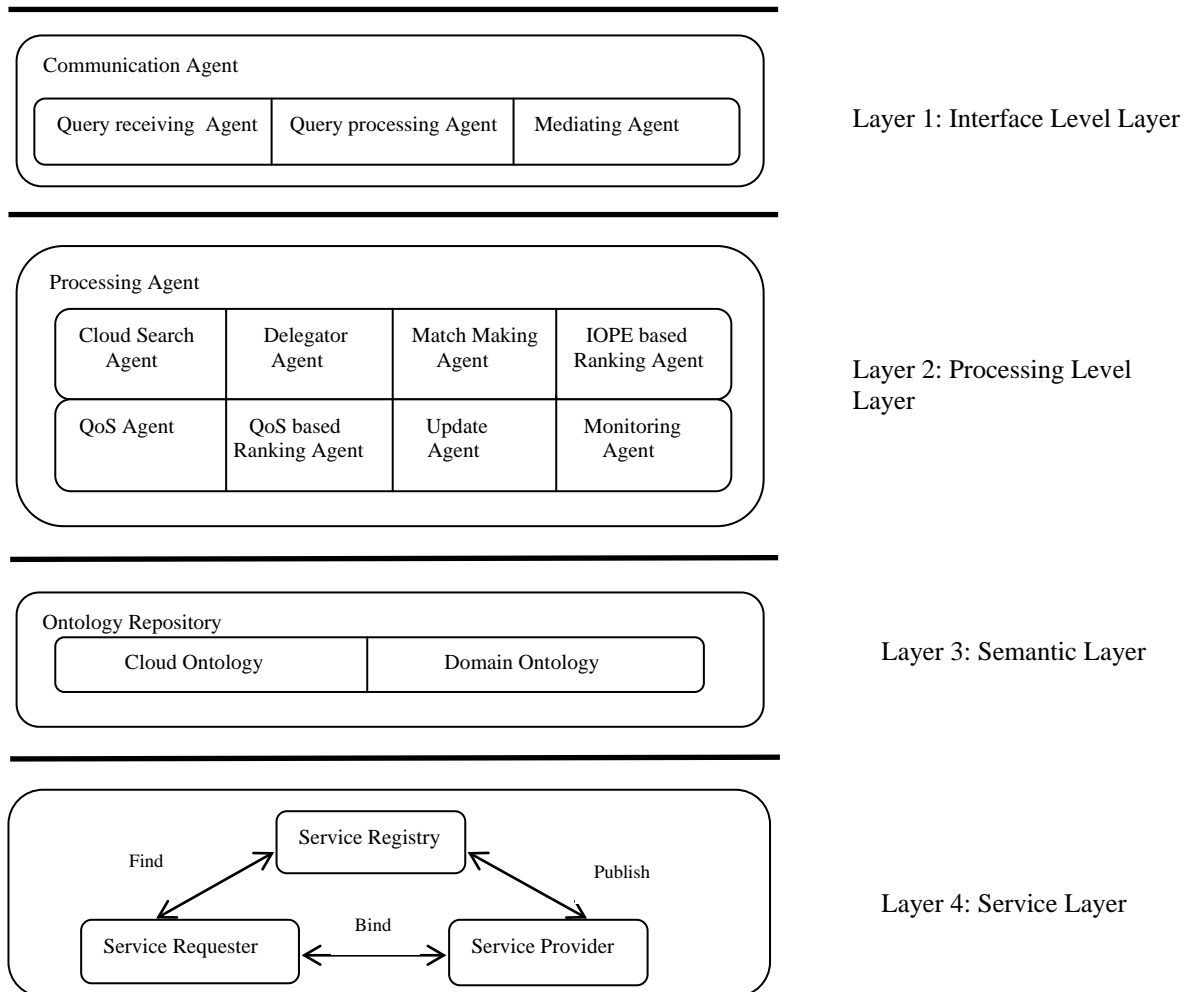 Communication Agent
Query receiving Agent
Query processing Agent
Mediating Agent
Layer 1: Interface Level Layer
Processing Agent
Cloud Search
Agent
Delegator
Agent
Match Making
Agent
IOPE based
Ranking Agent
QoS Agent
QoS based
Ranking Agent
Update
Agent
Monitoring
Agent
Layer 2: Processing Level
Layer
Ontology Repository
Cloud Ontology
Domain Ontology
Layer 3: Semantic Layer
Service Registry
Find
Publish
Bind
Service Requester
Service Provider
Layer 4: Service Layer